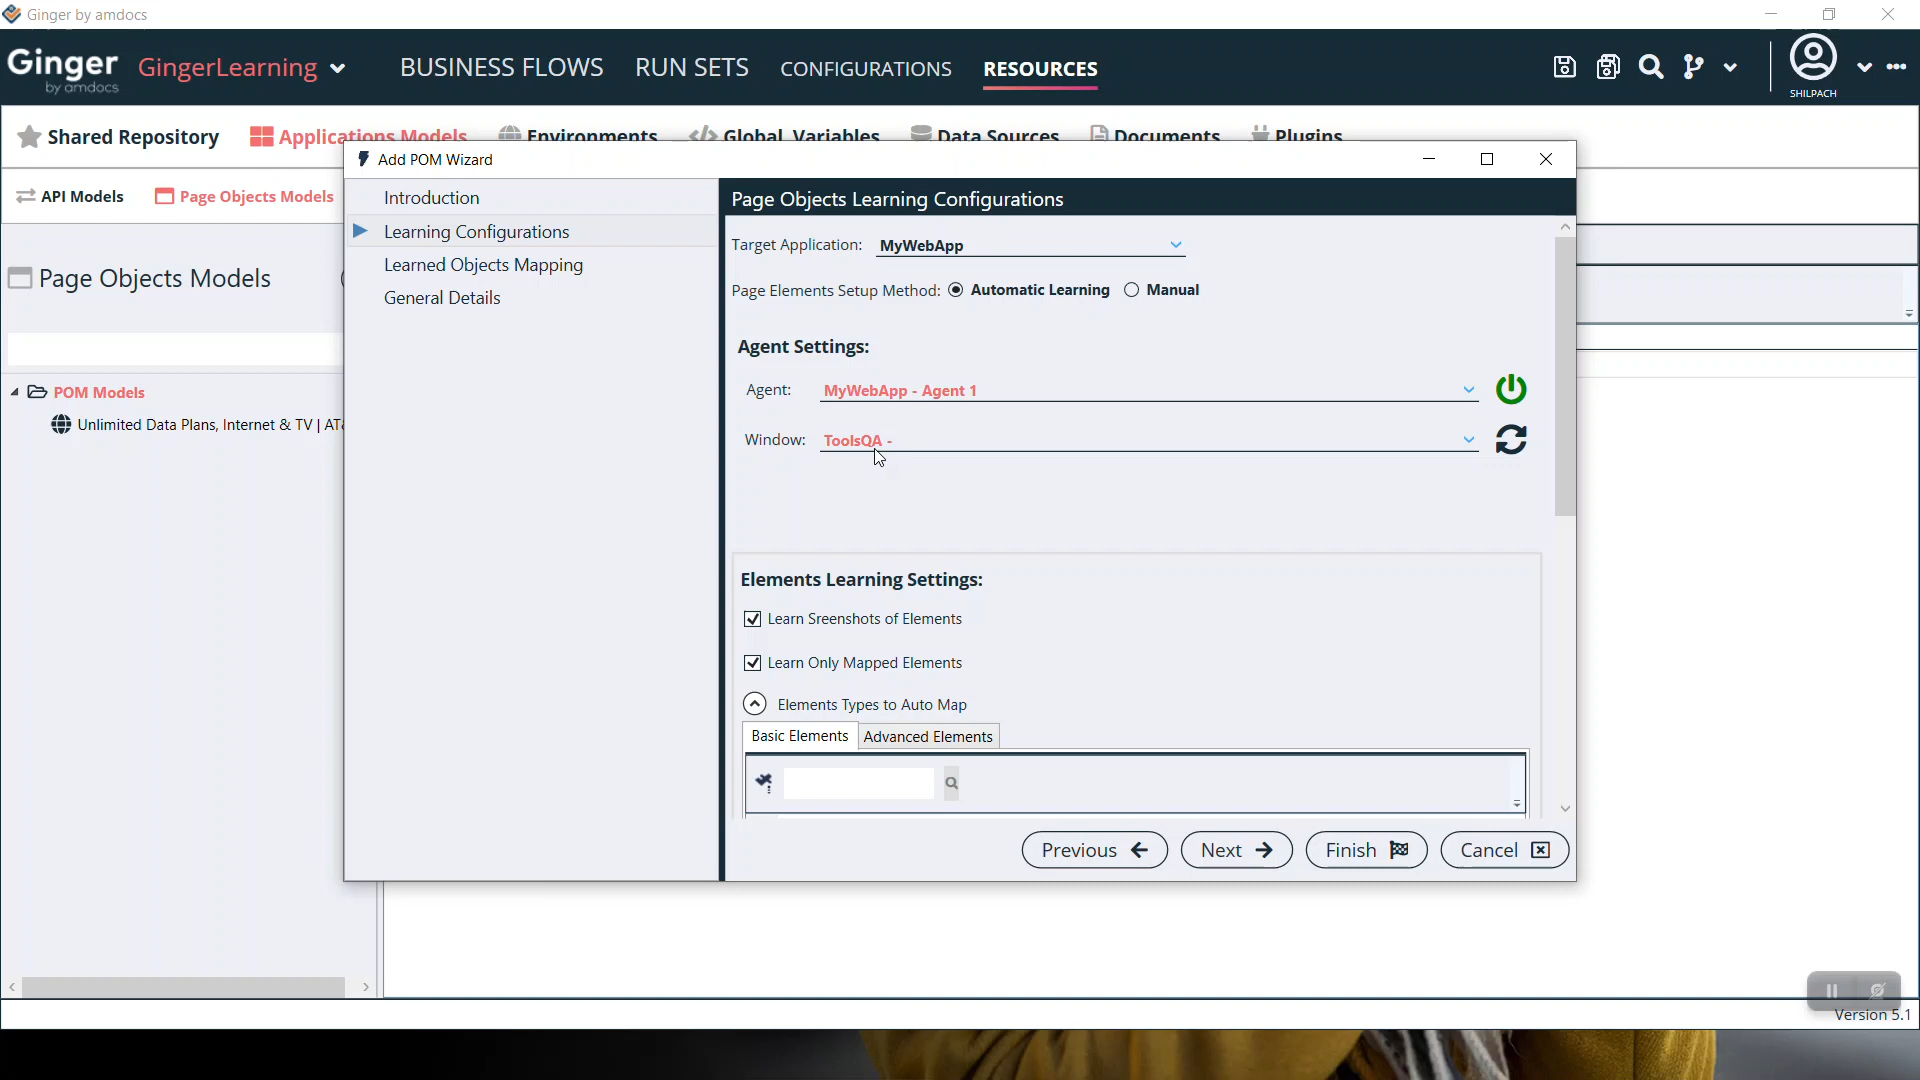 Ginger by amdocs
Ginger by amdocs GingerLearning BUSINESS FLOWS RUN SETS CONFIGURATIONS RESOURCES SHILPACH
Shared Repository Applications Models Environments Global Variables Data Sources Documents Plugins
Add POM Wizard
API Models Page Objects Models
Introduction
Page Objects Learning Configurations
Learning Configurations
Learned Objects Mapping
General Details
Page Objects Models
POM Models
Unlimited Data Plans, Internet & TV | AT
Target Application: MyWebApp
Page Elements Setup Method: Automatic Learning Manual
Agent Settings:
Agent: MyWebApp - Agent 1
Window: ToolsQA -
Elements Learning Settings:
Learn Sreenshots of Elements
Learn Only Mapped Elements
Elements Types to Auto Map
Basic Elements Advanced Elements
Previous Next Finish Cancel
Version 5.1